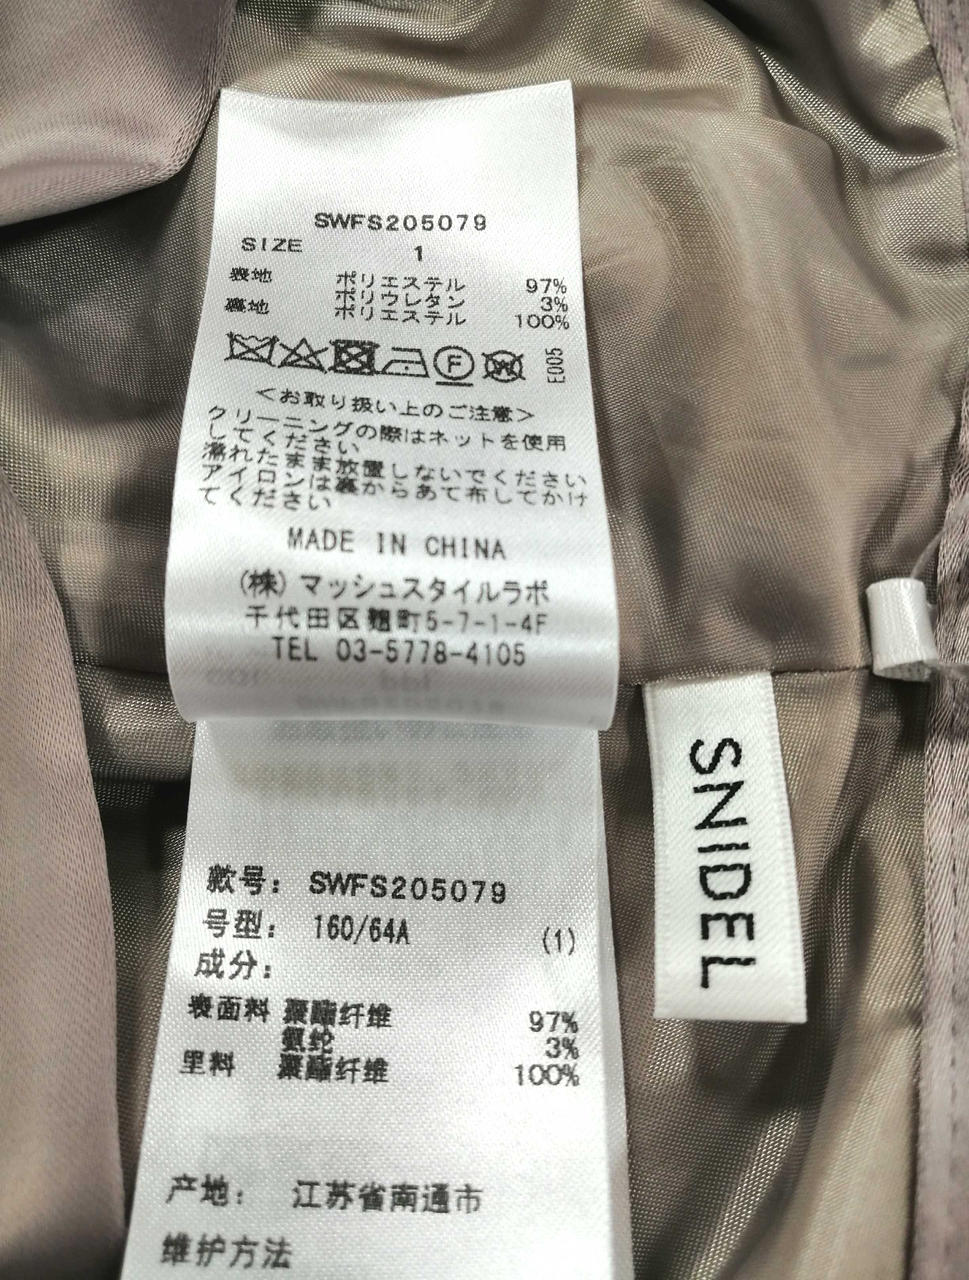 SWFS205079
SIZE 1
表地 ポリエステル 97%
ポリウレタン 3%
裏地 ポリエステル 100%
F W E005
<お取り扱い上のご注意>
クリーニングの際はネットを使用
してください
濡れたまま放置しないでください
アイロンは裏からあて布してかけ
てください
MADE IN CHINA
(株)マッシュスタイルラボ
千代田区麹町5-7-1-4F
TEL 03-5778-4105
SNIDEL
款号: SWFS205079
号型: 160/64A (1)
成分:
表面料 聚酯纤维 97%
氨纶 3%
里料 聚酯纤维 100%
产地: 江苏省南通市
维护方法